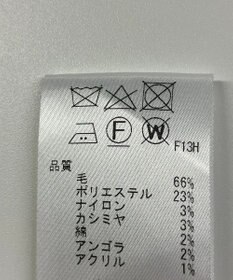 F W F13H
品質
毛 66%
ポリエステル 23%
ナイロン 3%
カシミヤ 3%
綿 2%
アンゴラ 2%
アクリル 1%